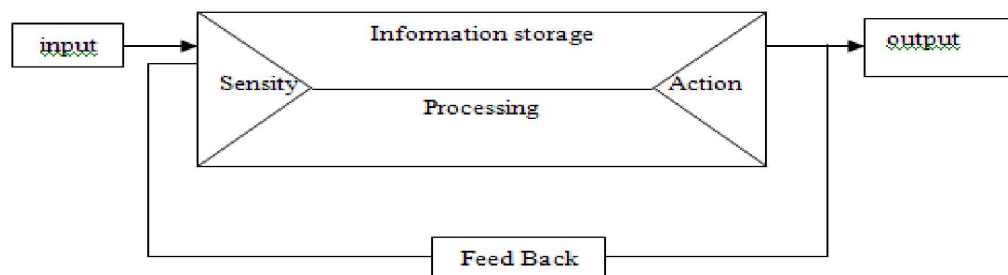 input
Information storage
output
Sensity
Action
Processing
Feed Back